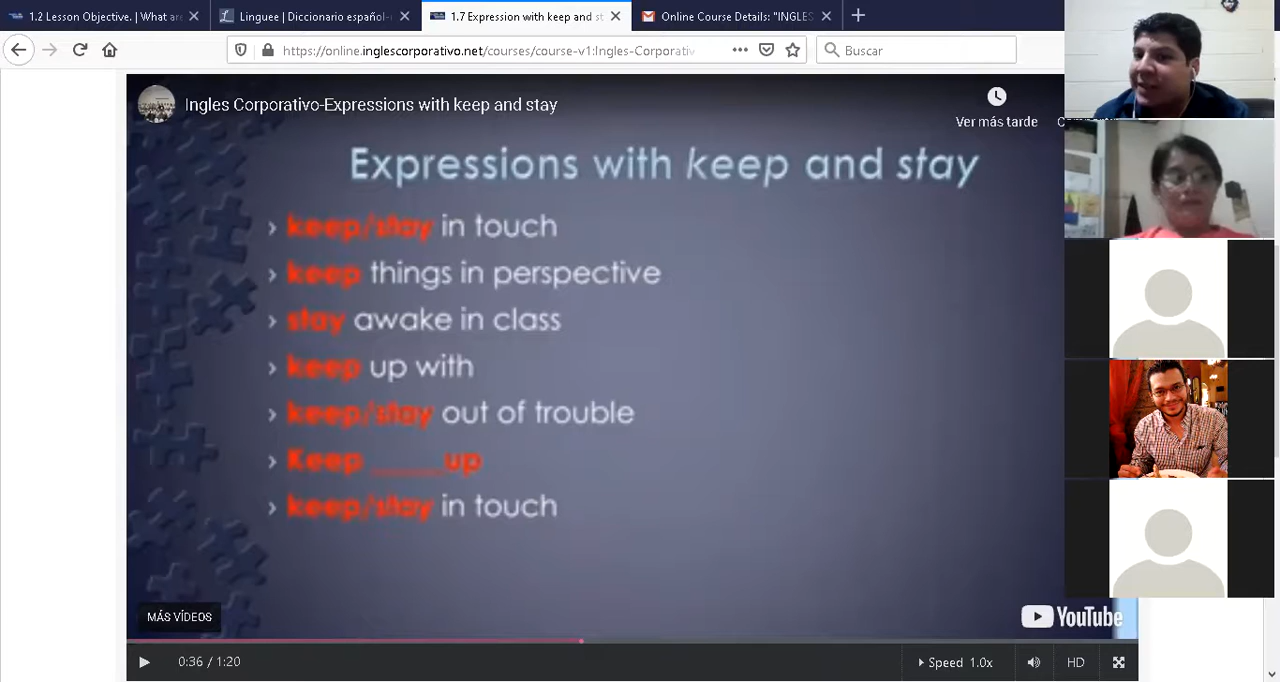 1.2 Lesson Objective. | What ar
Linguee | Diccionario español-
1.7 Expression with keep and st
Online Course Details: "INGLES
https://online.inglescorporativo.net/courses/course-v1:Ingles-Corporativ
Buscar
Ingles Corporativo-Expressions with keep and stay
Ver más tarde
Expressions with keep and stay
› keep/stay in touch
› keep things in perspective
› stay awake in class
› keep up with
› keep/stay out of trouble
› Keep _____up
› keep/stay in touch
MÁS VÍDEOS
YouTube
0:36 / 1:20
Speed 1.0x
HD